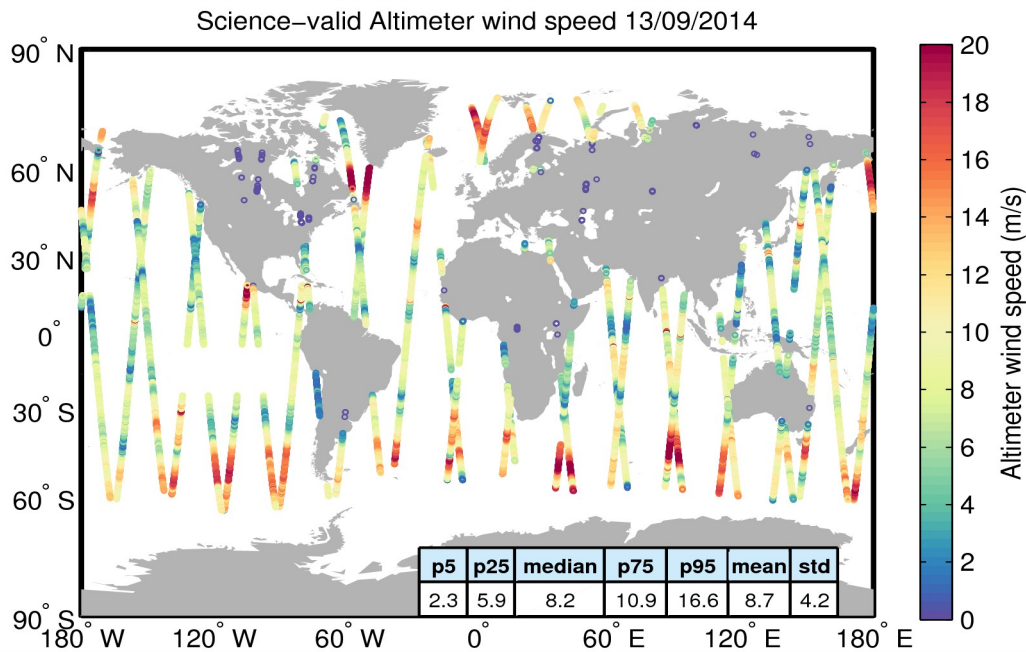 Science−valid Altimeter wind speed 13/09/2014
90° N
60° N
30° N
0°
30° S
60° S
90° S
180° W
120° W
60° W
0°
60° E
120° E
180° E
p5 p25 median p75 p95 mean std
2.3 5.9 8.2 10.9 16.6 8.7 4.2
20
18
16
14
12
10
8
6
4
2
0
Altimeter wind speed (m/s)